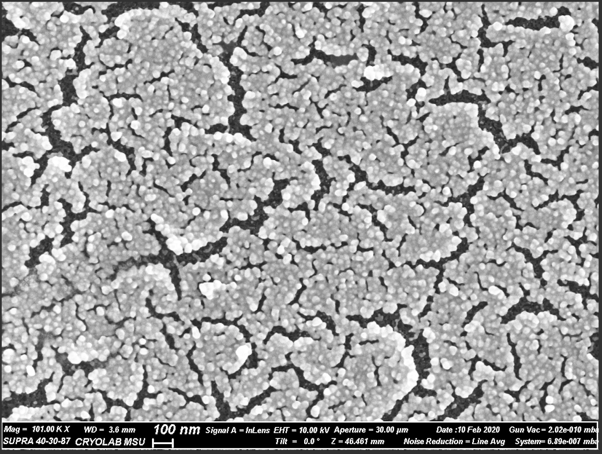 Mag = 101.00 K X WD = 3.6 mm 100 nm Signal A = InLens EHT = 10.00 kV Aperture = 30.00 µm Date :10 Feb 2020 Gun Vac = 2.02e-010 mba
SUPRA 40-30-87 CRYOLAB MSU Tilt = 0.0° Z = 46.461 mm Noise Reduction = Line Avg System= 6.89e-007 mba